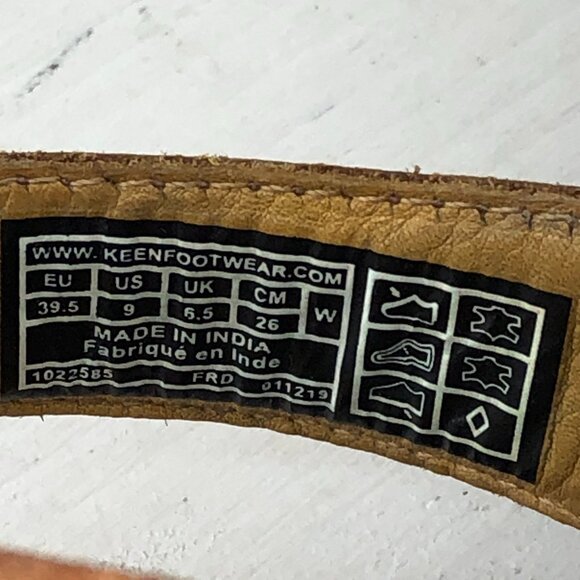 WWW.KEENFOOTWEAR.COM
EU US UK CM W
39.5 9 6.5 26
MADE IN INDIA
Fabriqué en Inde
1022585 FRD 011219